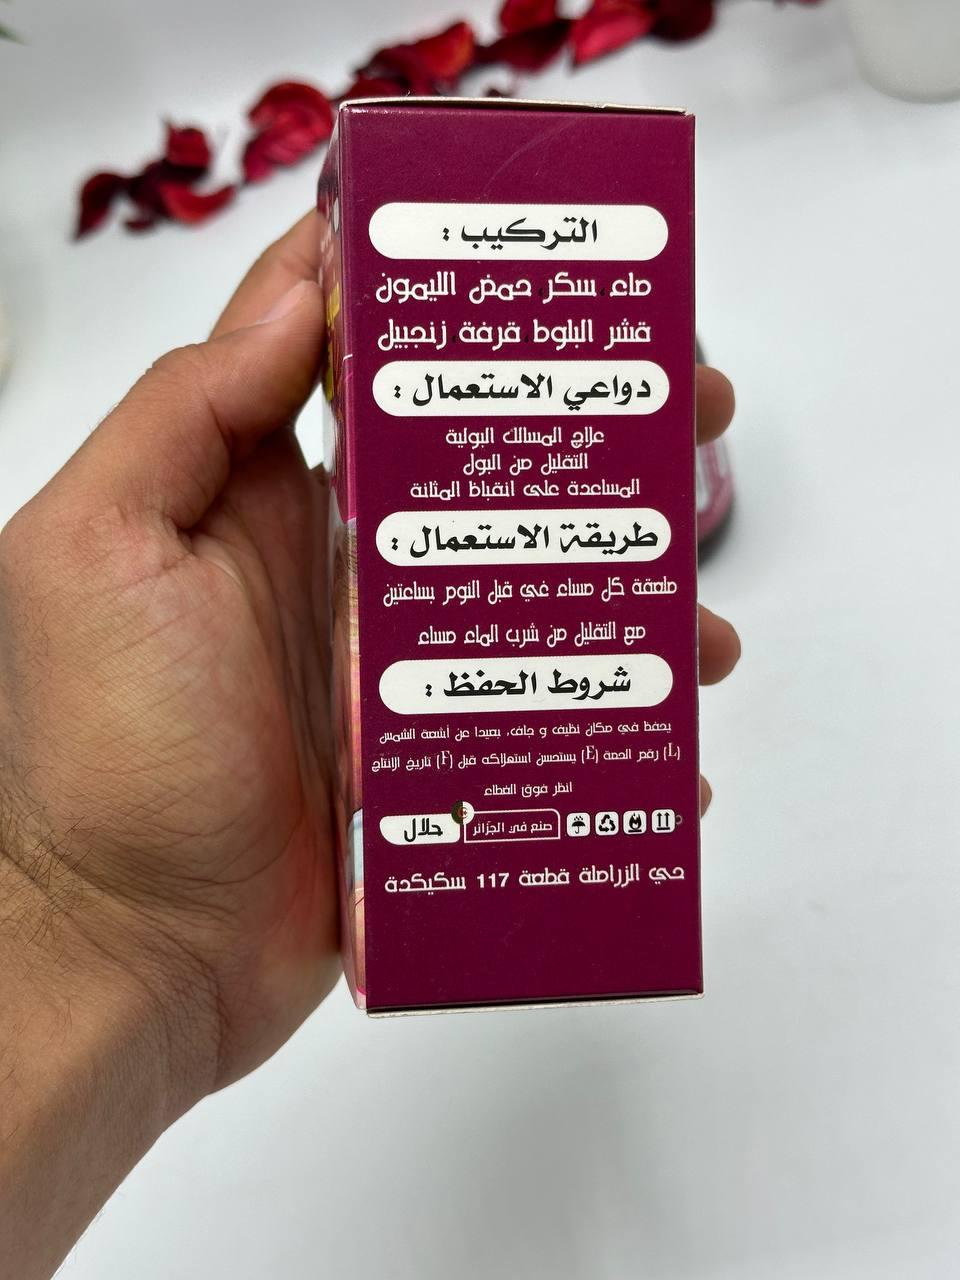 التركيب :
ماء، سكر، حمض الليمون
قشر البلوط، قرفة، زنجبيل
دواعي الاستعمال :
علاج المسالك البولية
التقليل من البول
المساعدة على انقباظ المثانة
طريقة الاستعمال :
ملعقة كل مساء في قبل النوم بساعتين
مع التقليل من شرب الماء مساء
شروط الحفظ :
يحفظ في مكان نظيف و جاف، بعيدا عن أشعة الشمس
(L) رقم الحصة (E) يستحسن استهلاكه قبل (F) تاريخ الإنتاج
انظر فوق الغطاء
صنع في الجزائر
حلال
حي الزرامنة قطعة 117 سكيكدة